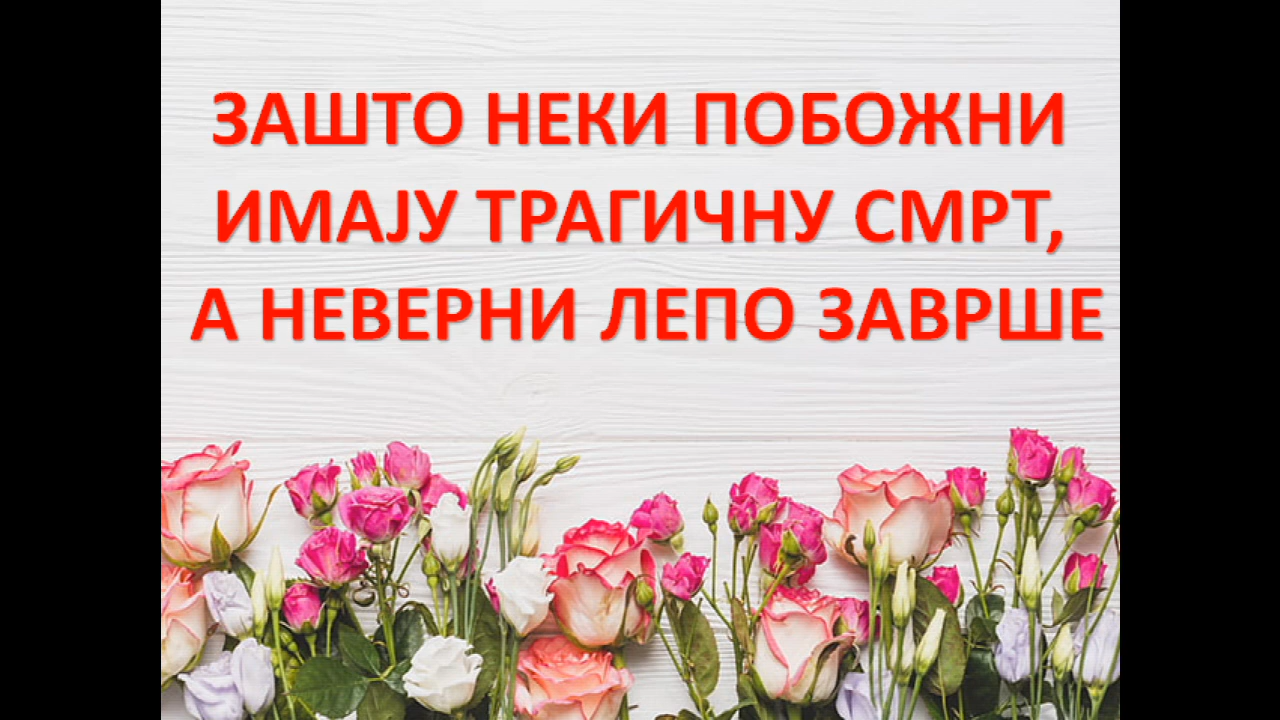 ЗАШТО НЕКИ ПОБОЖНИ
ИМАЈУ ТРАГИЧНУ СМРТ,
А НЕВЕРНИ ЛЕПО ЗАВРШЕ